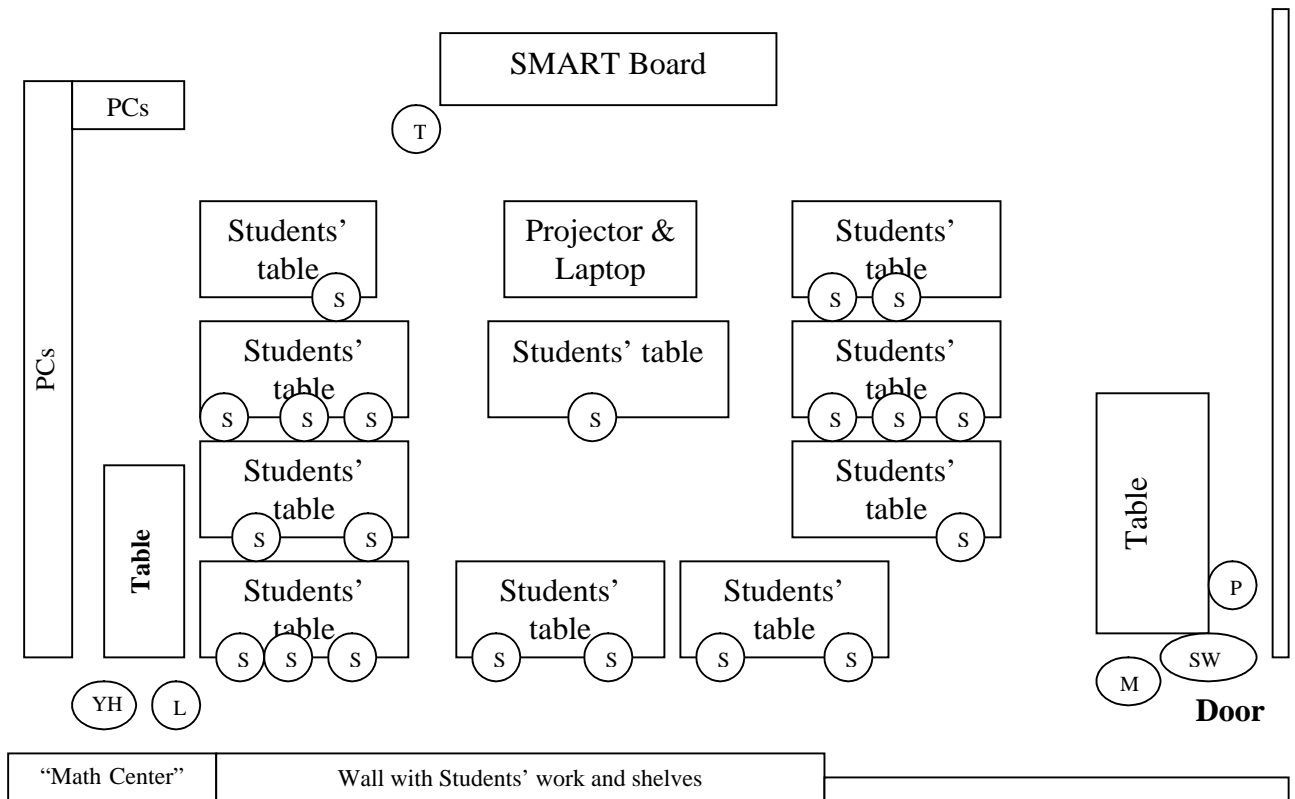 SMART Board
PCs
T
Students’
table
Projector &
Laptop
Students’
table
S
S
S
PCs
Students’
table
Students’ table
Students’
table
S
S
S
S
S
S
S
Table
Students’
table
Students’
table
Table
S
S
S
Students’
table
Students’
table
Students’
table
P
S
S
S
S
S
S
S
SW
M
YH
L
Door
“Math Center”
Wall with Students’ work and shelves